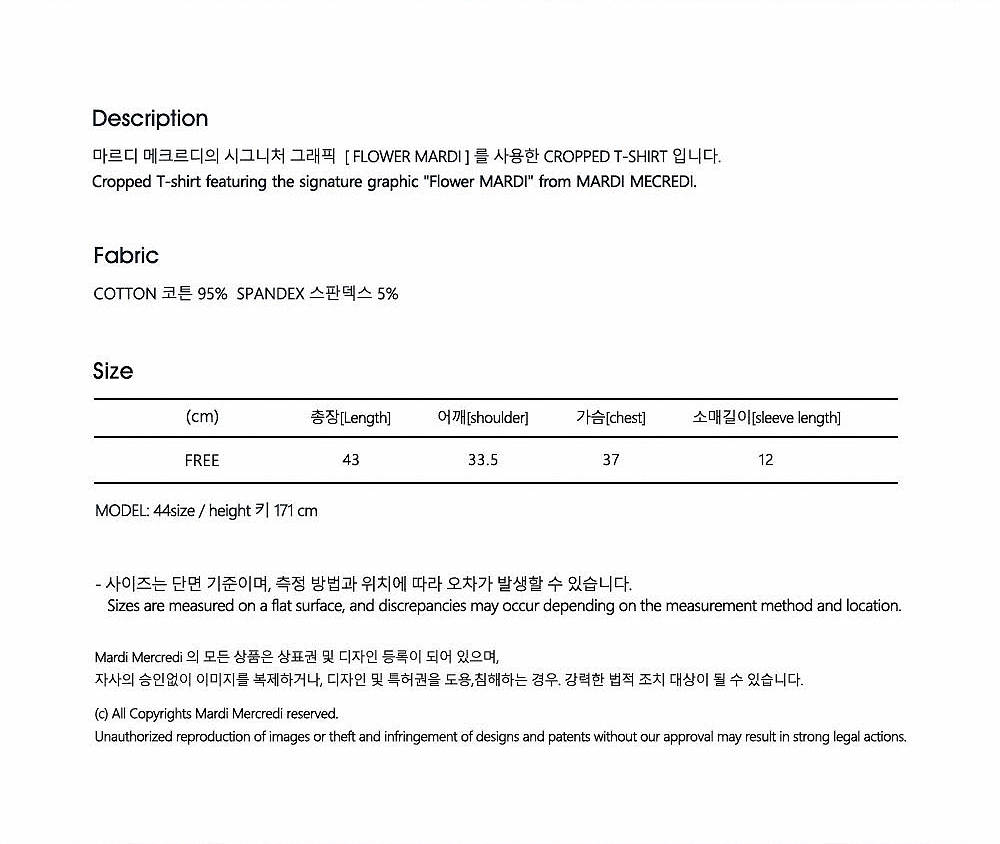 Description
마르디 메크르디의 시그니처 그래픽 [ FLOWER MARDI ] 를 사용한 CROPPED T-SHIRT 입니다.
Cropped T-shirt featuring the signature graphic "Flower MARDI" from MARDI MECREDI.
Fabric
COTTON 코튼 95% SPANDEX 스판덱스 5%
Size
(cm) 총장[Length] 어깨[shoulder] 가슴[chest] 소매길이[sleeve length]
FREE 43 33.5 37 12
MODEL: 44size / height 키 171 cm
- 사이즈는 단면 기준이며, 측정 방법과 위치에 따라 오차가 발생할 수 있습니다.
Sizes are measured on a flat surface, and discrepancies may occur depending on the measurement method and location.
Mardi Mercredi 의 모든 상품은 상표권 및 디자인 등록이 되어 있으며,
자사의 승인없이 이미지를 복제하거나, 디자인 및 특허권을 도용,침해하는 경우. 강력한 법적 조치 대상이 될 수 있습니다.
(c) All Copyrights Mardi Mercredi reserved.
Unauthorized reproduction of images or theft and infringement of designs and patents without our approval may result in strong legal actions.